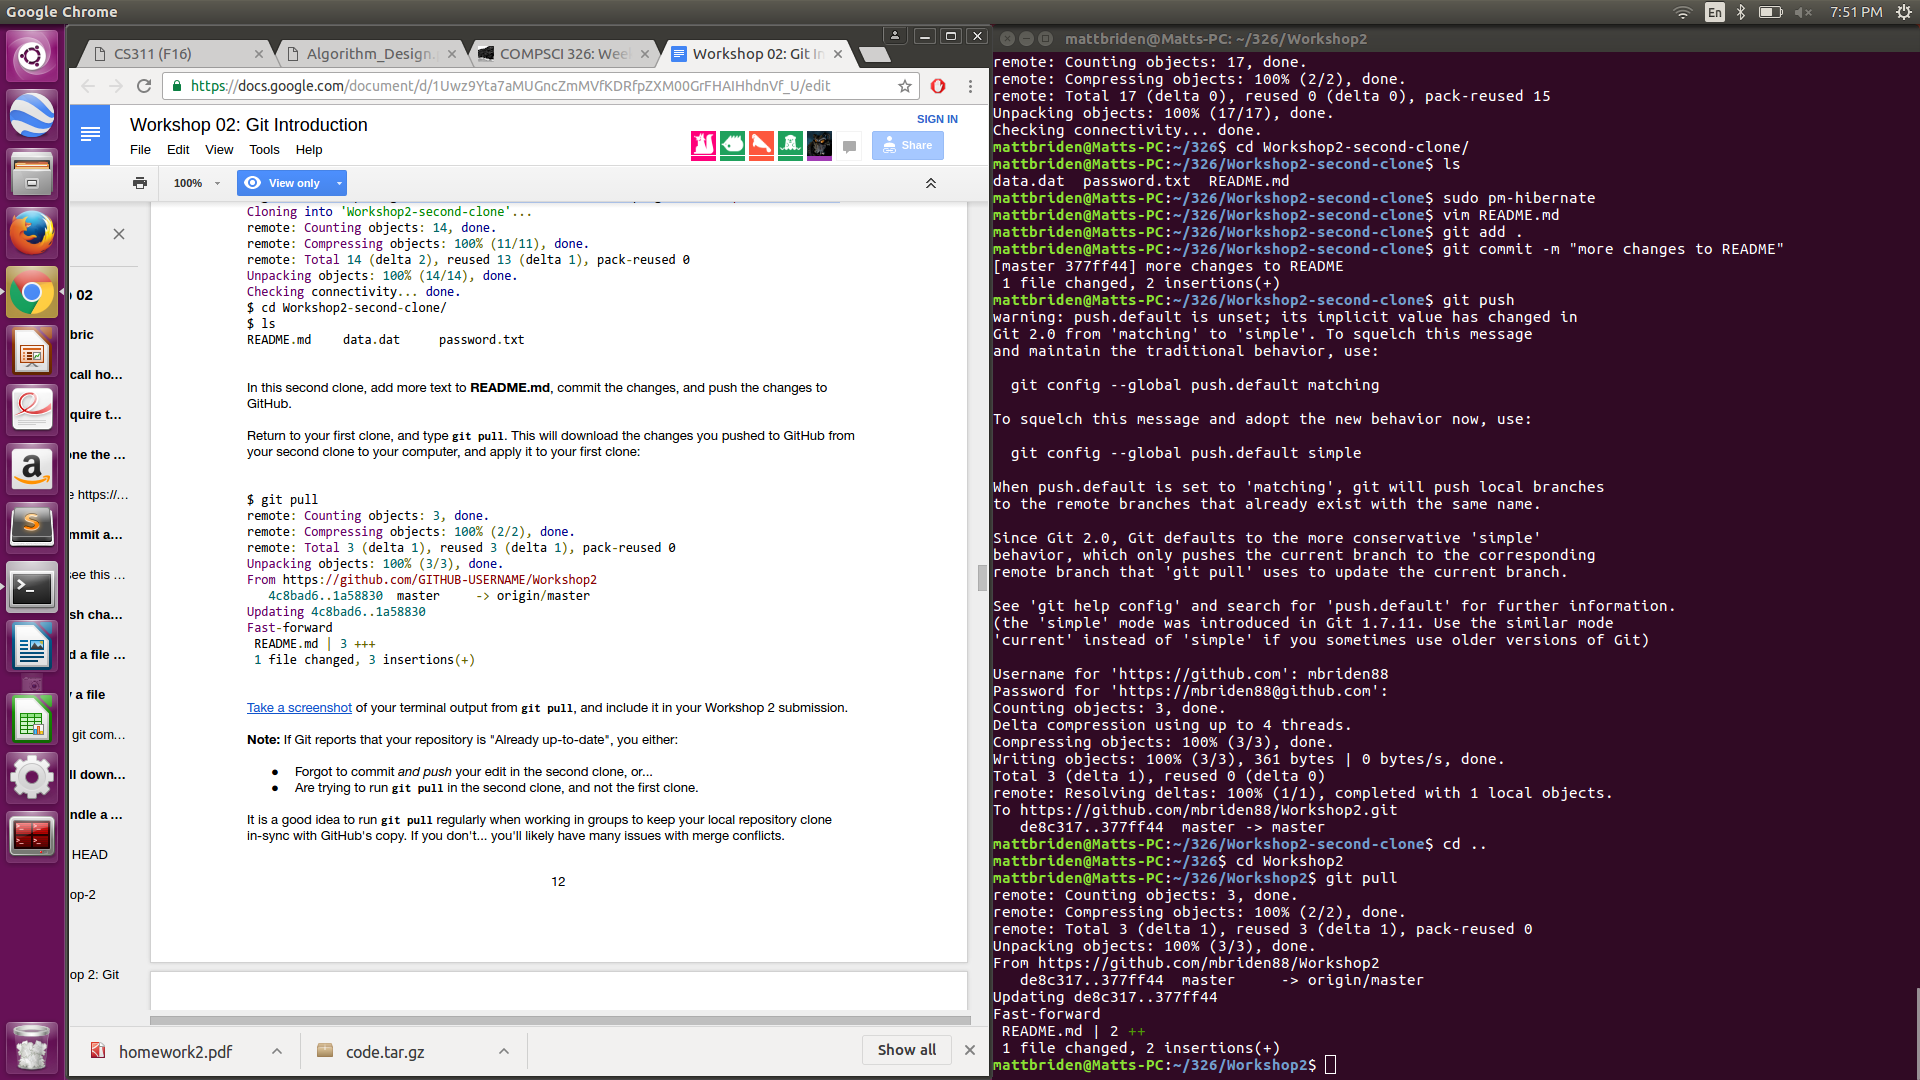 Google Chrome
En
7:51 PM
CS311 (F16)
Algorithm_Design.
COMPSCI 326: Wee
Workshop 02: Git In
https://docs.google.com/document/d/1Uwz9Yta7aMUGncZmMVfKDRfpZXM00GrFHAIHhdnVf_U/edit
Workshop 02: Git Introduction
SIGN IN
File Edit View Tools Help
Share
100%
View only
02
bric
call ho...
quire t...
one the ...
e https://...
mmit a...
see this ...
sh cha...
d a file ...
y a file
git com...
ll down...
ndle a ...
HEAD
op-2
op 2: Git
Cloning into 'Workshop2-second-clone'...
remote: Counting objects: 14, done.
remote: Compressing objects: 100% (11/11), done.
remote: Total 14 (delta 2), reused 13 (delta 1), pack-reused 0
Unpacking objects: 100% (14/14), done.
Checking connectivity... done.
$ cd Workshop2-second-clone/
$ ls
README.md data.dat password.txt
In this second clone, add more text to README.md, commit the changes, and push the changes to
GitHub.
Return to your first clone, and type git pull. This will download the changes you pushed to GitHub from
your second clone to your computer, and apply it to your first clone:
$ git pull
remote: Counting objects: 3, done.
remote: Compressing objects: 100% (2/2), done.
remote: Total 3 (delta 1), reused 3 (delta 1), pack-reused 0
Unpacking objects: 100% (3/3), done.
From https://github.com/GITHUB-USERNAME/Workshop2
4c8bad6..1a58830 master -> origin/master
Updating 4c8bad6..1a58830
Fast-forward
README.md | 3 +++
1 file changed, 3 insertions(+)
Take a screenshot of your terminal output from git pull, and include it in your Workshop 2 submission.
Note: If Git reports that your repository is "Already up-to-date", you either:
● Forgot to commit and push your edit in the second clone, or...
● Are trying to run git pull in the second clone, and not the first clone.
It is a good idea to run git pull regularly when working in groups to keep your local repository clone
in-sync with GitHub's copy. If you don't... you'll likely have many issues with merge conflicts.
12
homework2.pdf
code.tar.gz
Show all
mattbriden@Matts-PC: ~/326/Workshop2
remote: Counting objects: 17, done.
remote: Compressing objects: 100% (2/2), done.
remote: Total 17 (delta 0), reused 0 (delta 0), pack-reused 15
Unpacking objects: 100% (17/17), done.
Checking connectivity... done.
mattbriden@Matts-PC:~/326$ cd Workshop2-second-clone/
mattbriden@Matts-PC:~/326/Workshop2-second-clone$ ls
data.dat password.txt README.md
mattbriden@Matts-PC:~/326/Workshop2-second-clone$ sudo pm-hibernate
mattbriden@Matts-PC:~/326/Workshop2-second-clone$ vim README.md
mattbriden@Matts-PC:~/326/Workshop2-second-clone$ git add .
mattbriden@Matts-PC:~/326/Workshop2-second-clone$ git commit -m "more changes to README"
[master 377ff44] more changes to README
1 file changed, 2 insertions(+)
mattbriden@Matts-PC:~/326/Workshop2-second-clone$ git push
warning: push.default is unset; its implicit value has changed in
Git 2.0 from 'matching' to 'simple'. To squelch this message
and maintain the traditional behavior, use:
git config --global push.default matching
To squelch this message and adopt the new behavior now, use:
git config --global push.default simple
When push.default is set to 'matching', git will push local branches
to the remote branches that already exist with the same name.
Since Git 2.0, Git defaults to the more conservative 'simple'
behavior, which only pushes the current branch to the corresponding
remote branch that 'git pull' uses to update the current branch.
See 'git help config' and search for 'push.default' for further information.
(the 'simple' mode was introduced in Git 1.7.11. Use the similar mode
'current' instead of 'simple' if you sometimes use older versions of Git)
Username for 'https://github.com': mbriden88
Password for 'https://mbriden88@github.com':
Counting objects: 3, done.
Delta compression using up to 4 threads.
Compressing objects: 100% (3/3), done.
Writing objects: 100% (3/3), 361 bytes | 0 bytes/s, done.
Total 3 (delta 1), reused 0 (delta 0)
remote: Resolving deltas: 100% (1/1), completed with 1 local objects.
To https://github.com/mbriden88/Workshop2.git
de8c317..377ff44 master -> master
mattbriden@Matts-PC:~/326/Workshop2-second-clone$ cd ..
mattbriden@Matts-PC:~/326$ cd Workshop2
mattbriden@Matts-PC:~/326/Workshop2$ git pull
remote: Counting objects: 3, done.
remote: Compressing objects: 100% (2/2), done.
remote: Total 3 (delta 1), reused 3 (delta 1), pack-reused 0
Unpacking objects: 100% (3/3), done.
From https://github.com/mbriden88/Workshop2
de8c317..377ff44 master -> origin/master
Updating de8c317..377ff44
Fast-forward
README.md | 2 ++
1 file changed, 2 insertions(+)
mattbriden@Matts-PC:~/326/Workshop2$